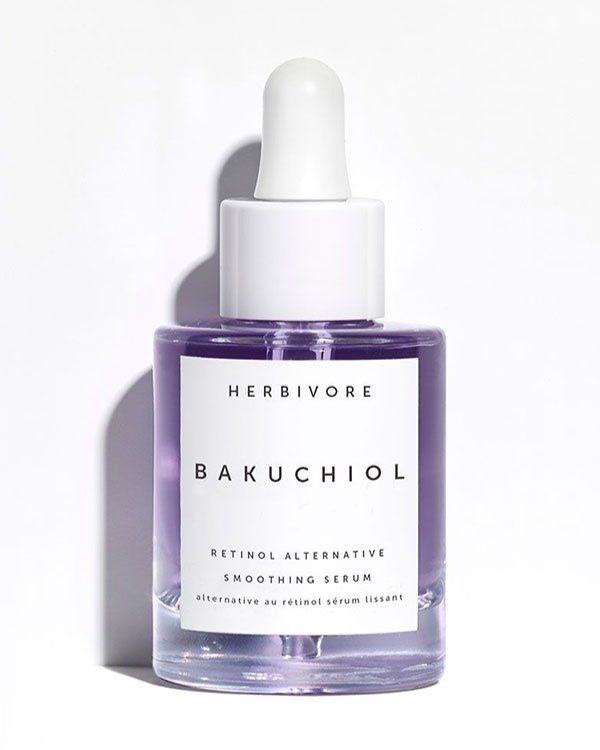 HERBIVORE
BAKUCHIOL
RETINOL ALTERNATIVE
SMOOTHING SERUM
alternative au rétinol sérum lissant